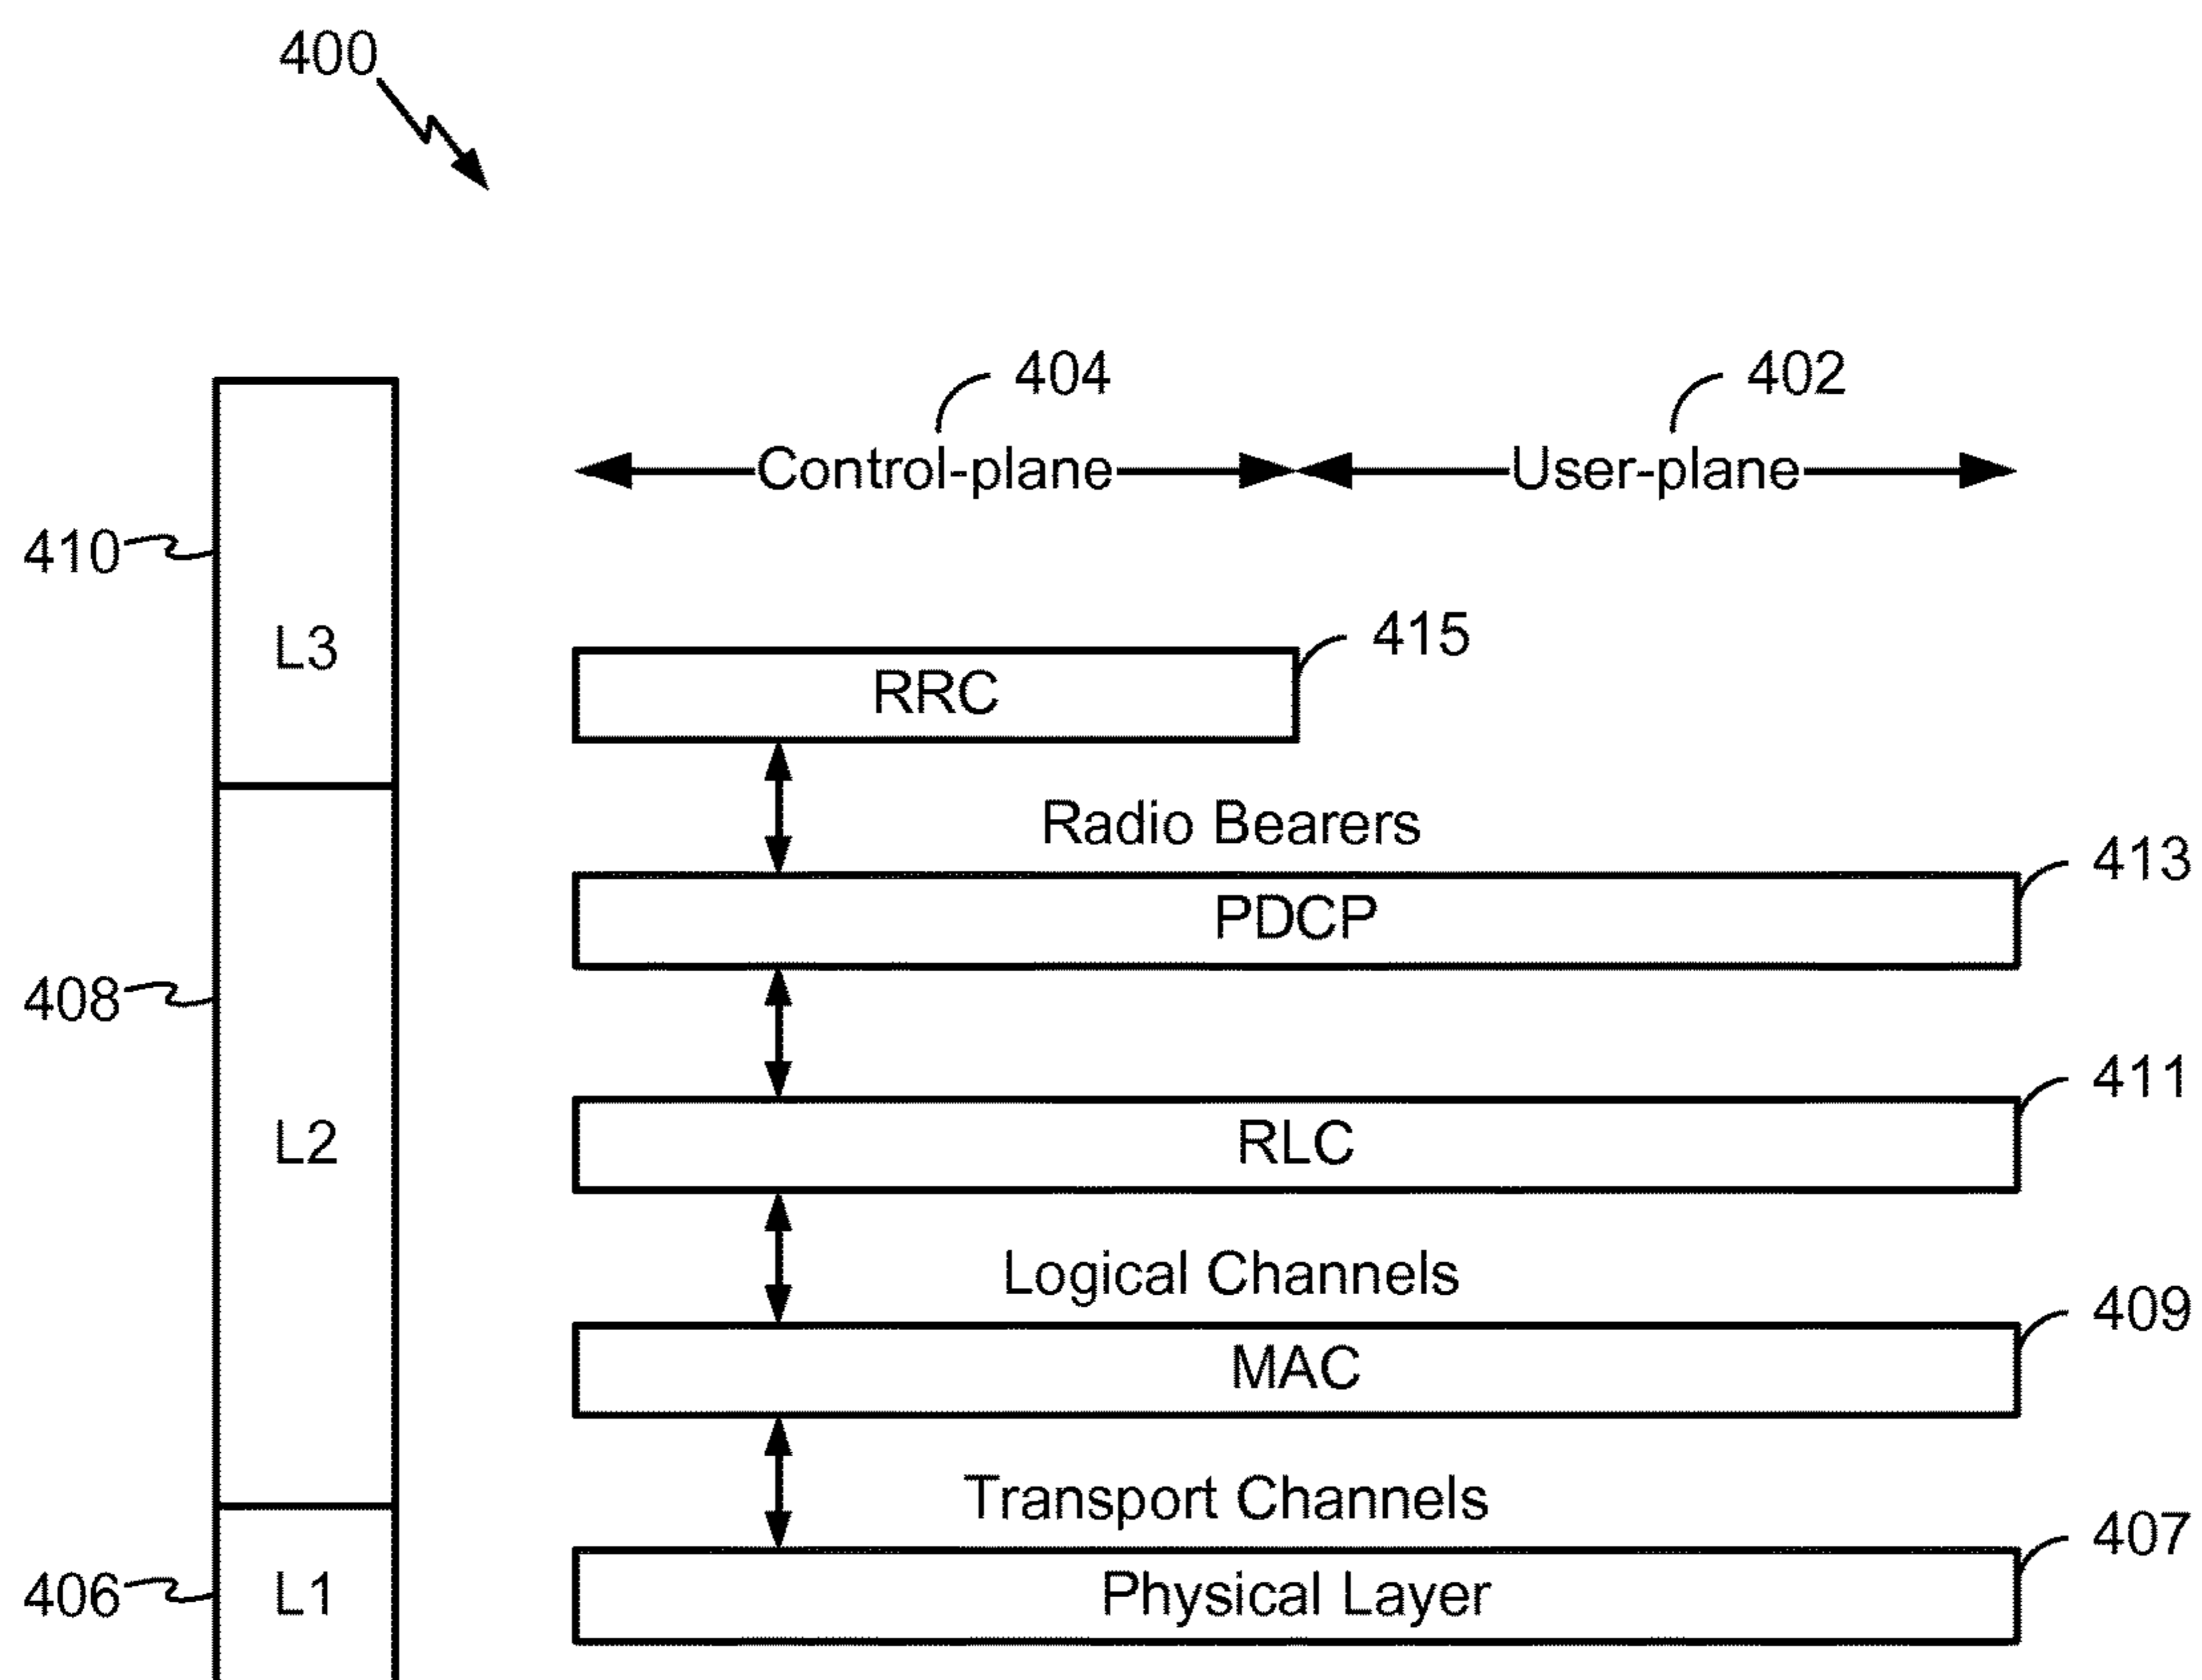 400
404
402
Control-plane
User-plane
410
L3
415
RRC
Radio Bearers
413
PDCP
408
411
L2
RLC
Logical Channels
409
MAC
Transport Channels
407
406
L1
Physical Layer